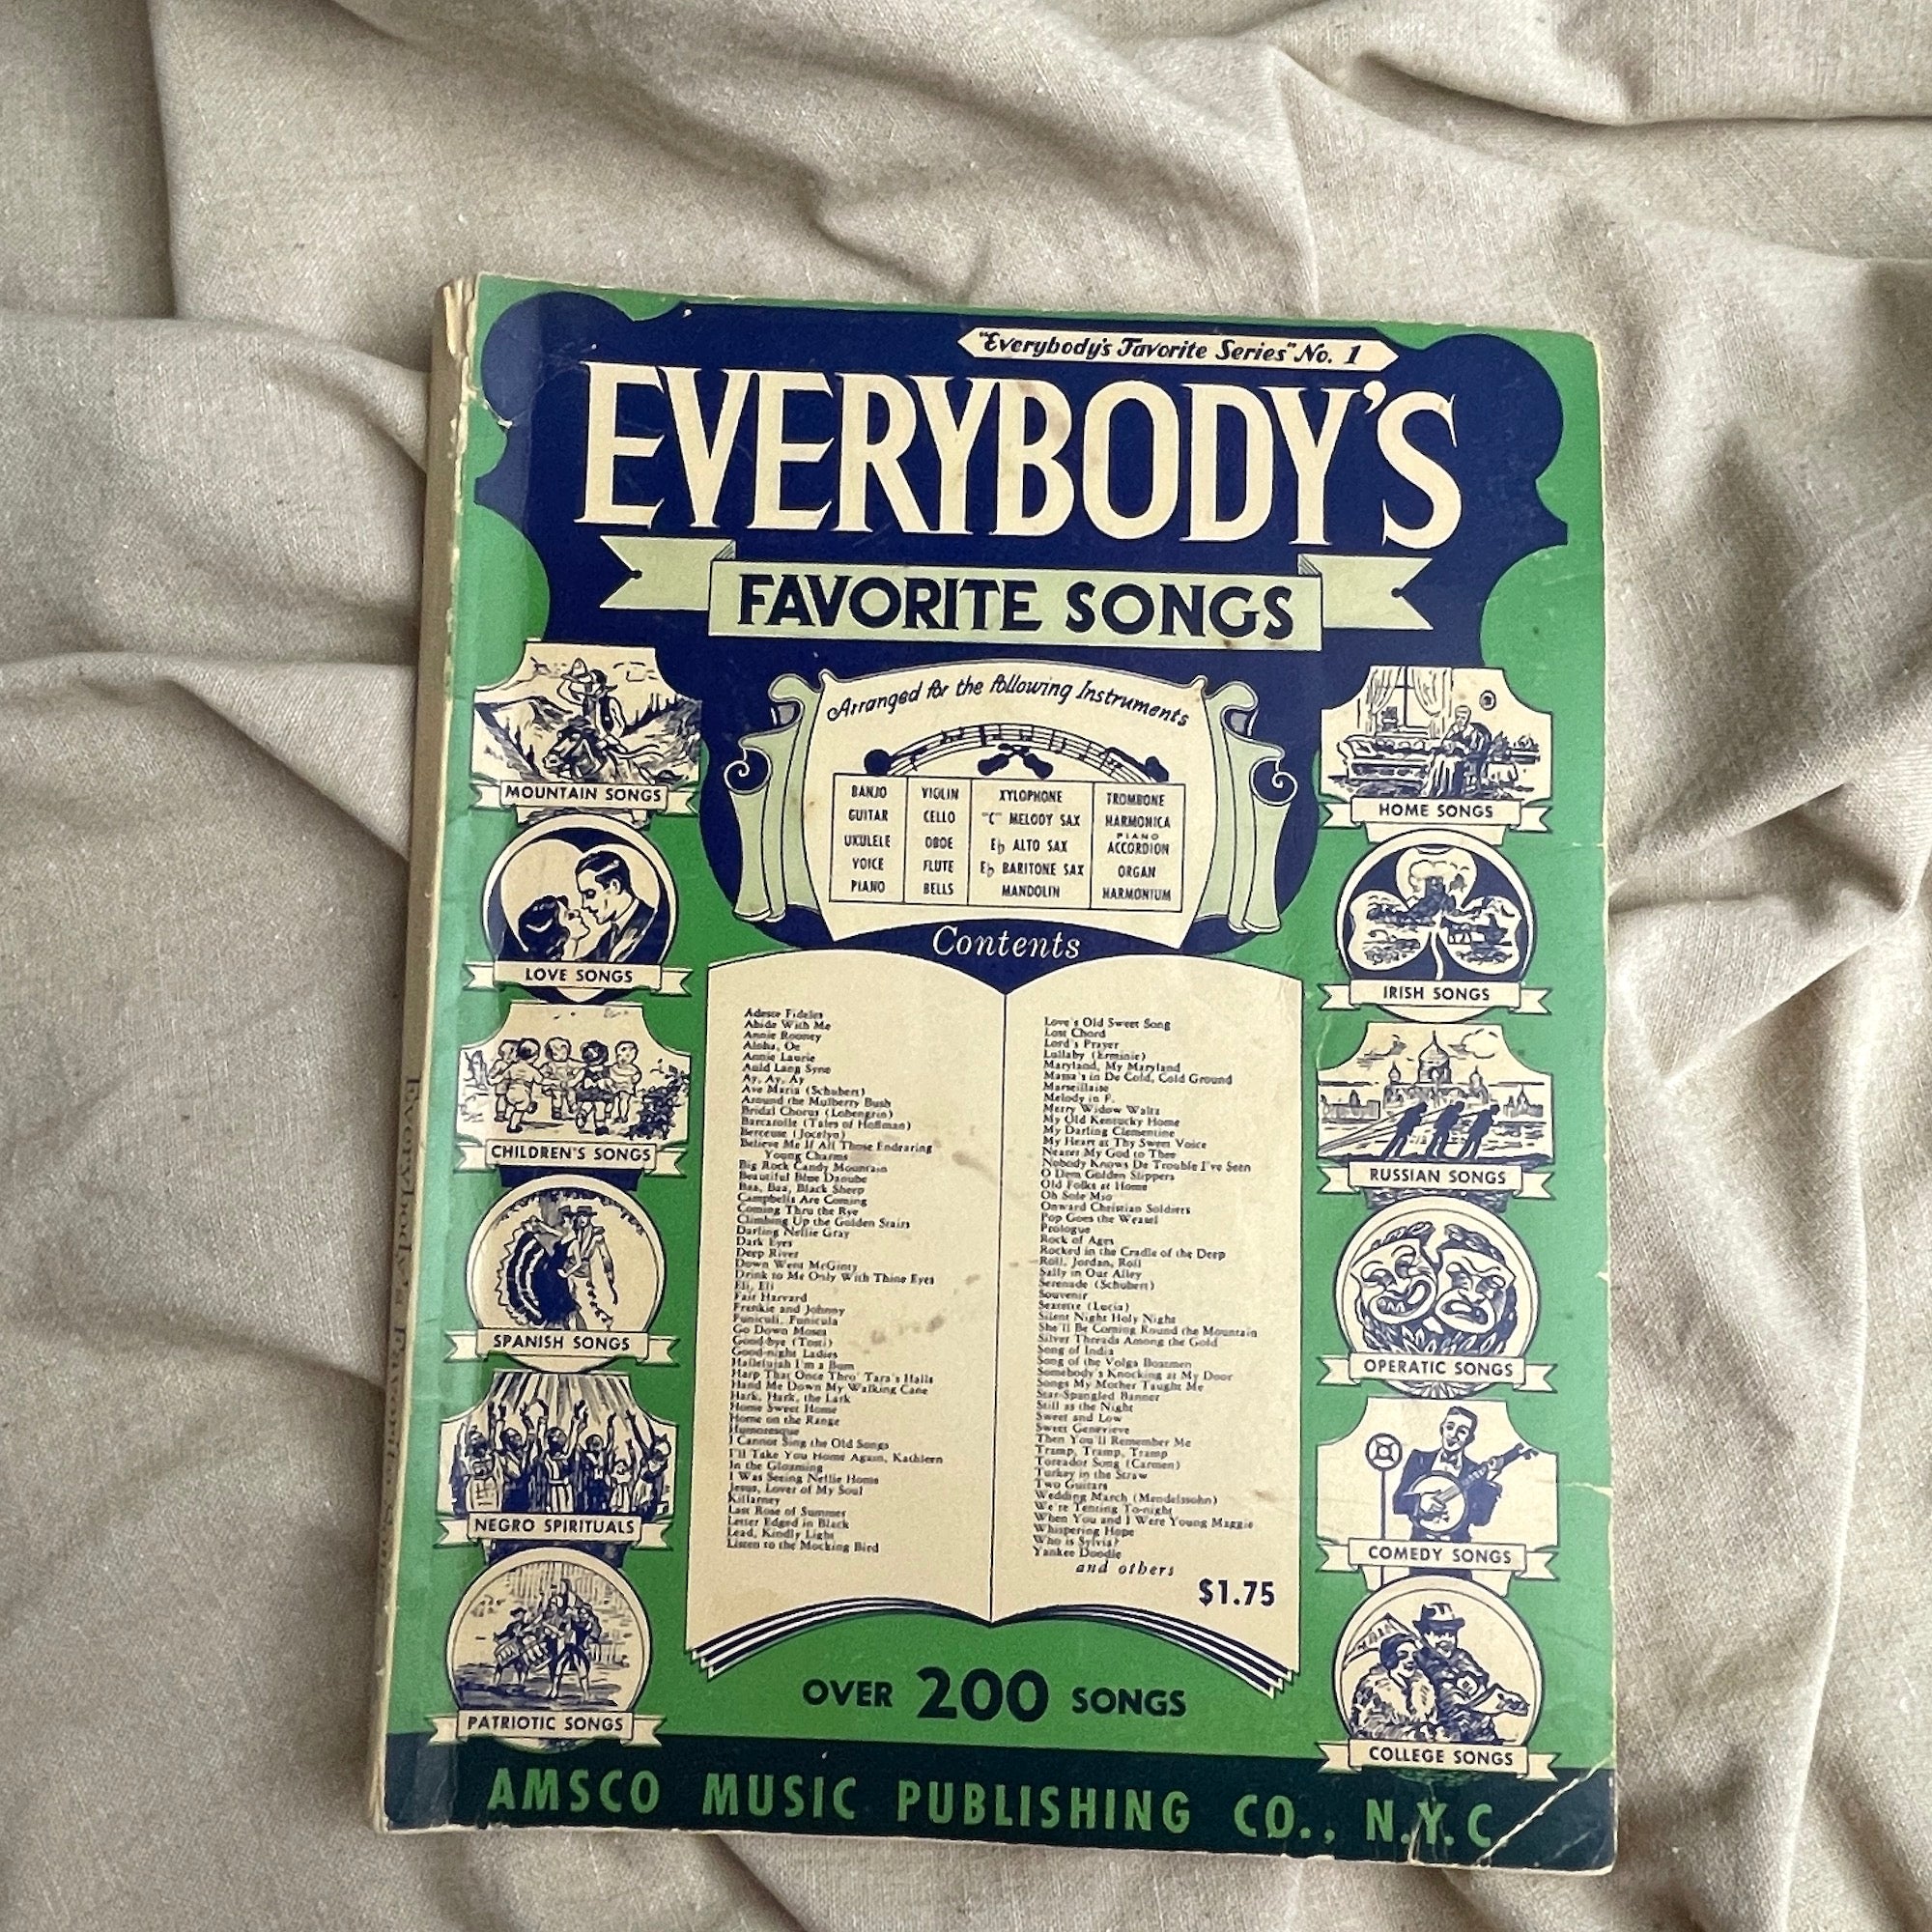 "Everybody's Favorite Series" No. 1
EVERYBODY'S
FAVORITE SONGS
Arranged for the following Instruments
BANJO
GUITAR
UKULELE
VOICE
PIANO
VIOLIN
CELLO
OBOE
FLUTE
BELLS
XYLOPHONE
"C" MELODY SAX
E♭ ALTO SAX
E♭ BARITONE SAX
MANDOLIN
TROMBONE
HARMONICA
PIANO
ACCORDION
ORGAN
HARMONIUM
MOUNTAIN SONGS
LOVE SONGS
CHILDREN'S SONGS
SPANISH SONGS
NEGRO SPIRITUALS
PATRIOTIC SONGS
Contents
Adeste Fideles
Abide With Me
Annie Rooney
Aloha, Oe
Annie Laurie
Auld Lang Syne
Ay, Ay, Ay
Ave Maria (Schubert)
Around the Mulberry Bush
Bridal Chorus (Lohengrin)
Barcarolle (Tales of Hoffman)
Berceuse (Jocelyn)
Believe Me If All Those Endearing
Young Charms
Big Rock Candy Mountain
Beautiful Blue Danube
Baa, Baa, Black Sheep
Campbells Are Coming
Coming Thru the Rye
Climbing Up the Golden Stairs
Darling Nellie Gray
Dark Eyes
Deep River
Down Went McGinty
Drink to Me Only With Thine Eyes
Eli, Eli
Fair Harvard
Frankie and Johnny
Funiculi, Funicula
Go Down Moses
Good-bye (Tosti)
Good-night Ladies
Hallelujah I'm a Bum
Harp That Once Thro' Tara's Halls
Hand Me Down My Walking Cane
Hark, Hark, the Lark
Home Sweet Home
Home on the Range
Humoresque
I Cannot Sing the Old Songs
I'll Take You Home Again, Kathleen
In the Gloaming
I Was Seeing Nellie Home
Jesus, Lover of My Soul
Killarney
Last Rose of Summer
Letter Edged in Black
Lead, Kindly Light
Listen to the Mocking Bird
Love's Old Sweet Song
Lost Chord
Lord's Prayer
Lullaby (Erminie)
Maryland, My Maryland
Massa's in De Cold, Cold Ground
Marseillaise
Melody in F.
Merry Widow Waltz
My Old Kentucky Home
My Darling Clementine
My Heart at Thy Sweet Voice
Nearer My God to Thee
Nobody Knows De Trouble I've Seen
O Dem Golden Slippers
Old Folks at Home
Oh Sole Mio
Onward Christian Soldiers
Pop Goes the Weasel
Prologue
Rock of Ages
Rocked in the Cradle of the Deep
Roll, Jordan, Roll
Sally in Our Alley
Serenade (Schubert)
Souvenir
Sextette (Lucia)
Silent Night Holy Night
She'll Be Coming Round the Mountain
Silver Threads Among the Gold
Song of India
Song of the Volga Boatmen
Somebody's Knocking at My Door
Songs My Mother Taught Me
Star-Spangled Banner
Still as the Night
Sweet and Low
Sweet Genevieve
Then You'll Remember Me
Tramp, Tramp, Tramp
Toreador Song (Carmen)
Turkey in the Straw
Two Guitars
Wedding March (Mendelssohn)
We're Tenting To-night
When You and I Were Young Maggie
Whispering Hope
Who is Sylvia?
Yankee Doodle
and others
$1.75
HOME SONGS
IRISH SONGS
RUSSIAN SONGS
OPERATIC SONGS
COMEDY SONGS
COLLEGE SONGS
OVER 200 SONGS
AMSCO MUSIC PUBLISHING CO., N.Y.C.
Everybody's Favorite